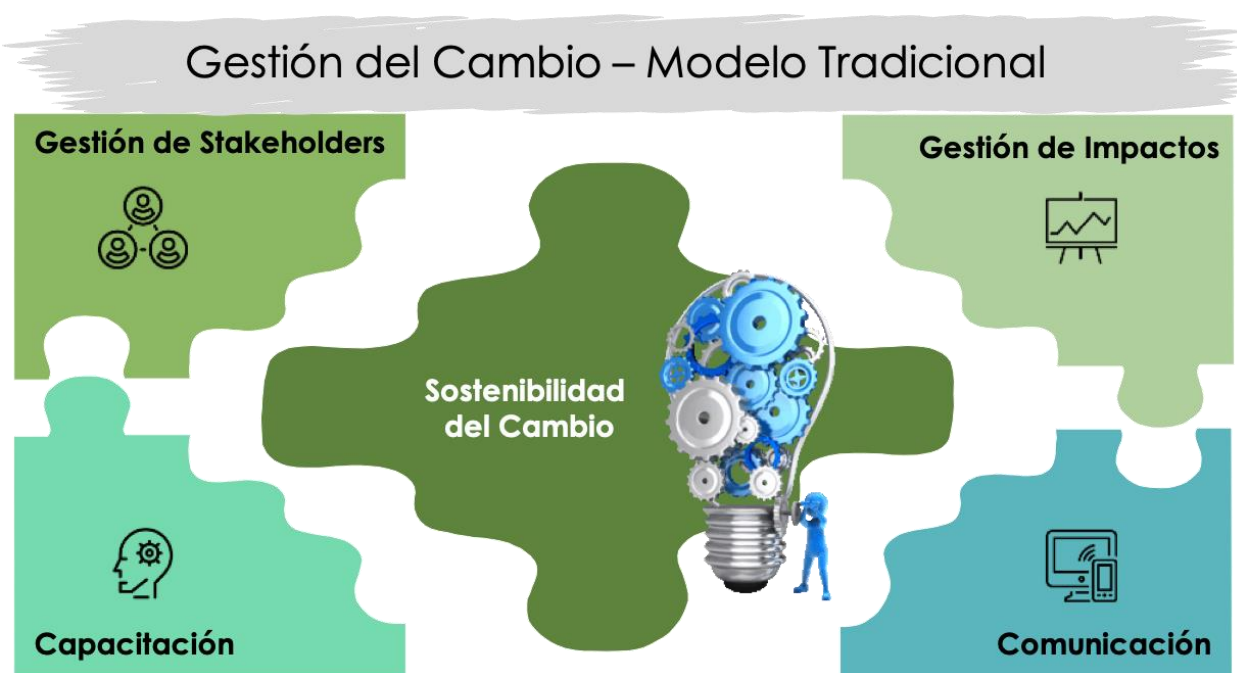 Gestión del Cambio – Modelo Tradicional
Gestión de Stakeholders
Gestión de Impactos
Sostenibilidad
del Cambio
Capacitación
Comunicación